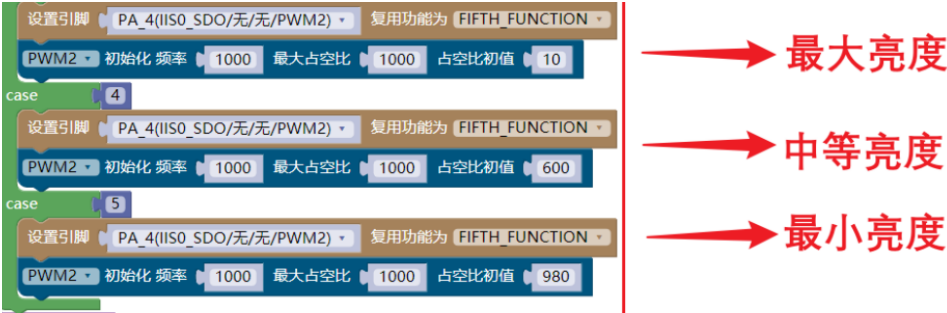 设置引脚 PA_4(IIS0_SDO/无/无/PWM2) 复用功能为 FIFTH_FUNCTION
PWM2 初始化 频率 1000 最大占空比 1000 占空比初值 10
最大亮度
case 4
设置引脚 PA_4(IIS0_SDO/无/无/PWM2) 复用功能为 FIFTH_FUNCTION
PWM2 初始化 频率 1000 最大占空比 1000 占空比初值 600
中等亮度
case 5
设置引脚 PA_4(IIS0_SDO/无/无/PWM2) 复用功能为 FIFTH_FUNCTION
PWM2 初始化 频率 1000 最大占空比 1000 占空比初值 980
最小亮度